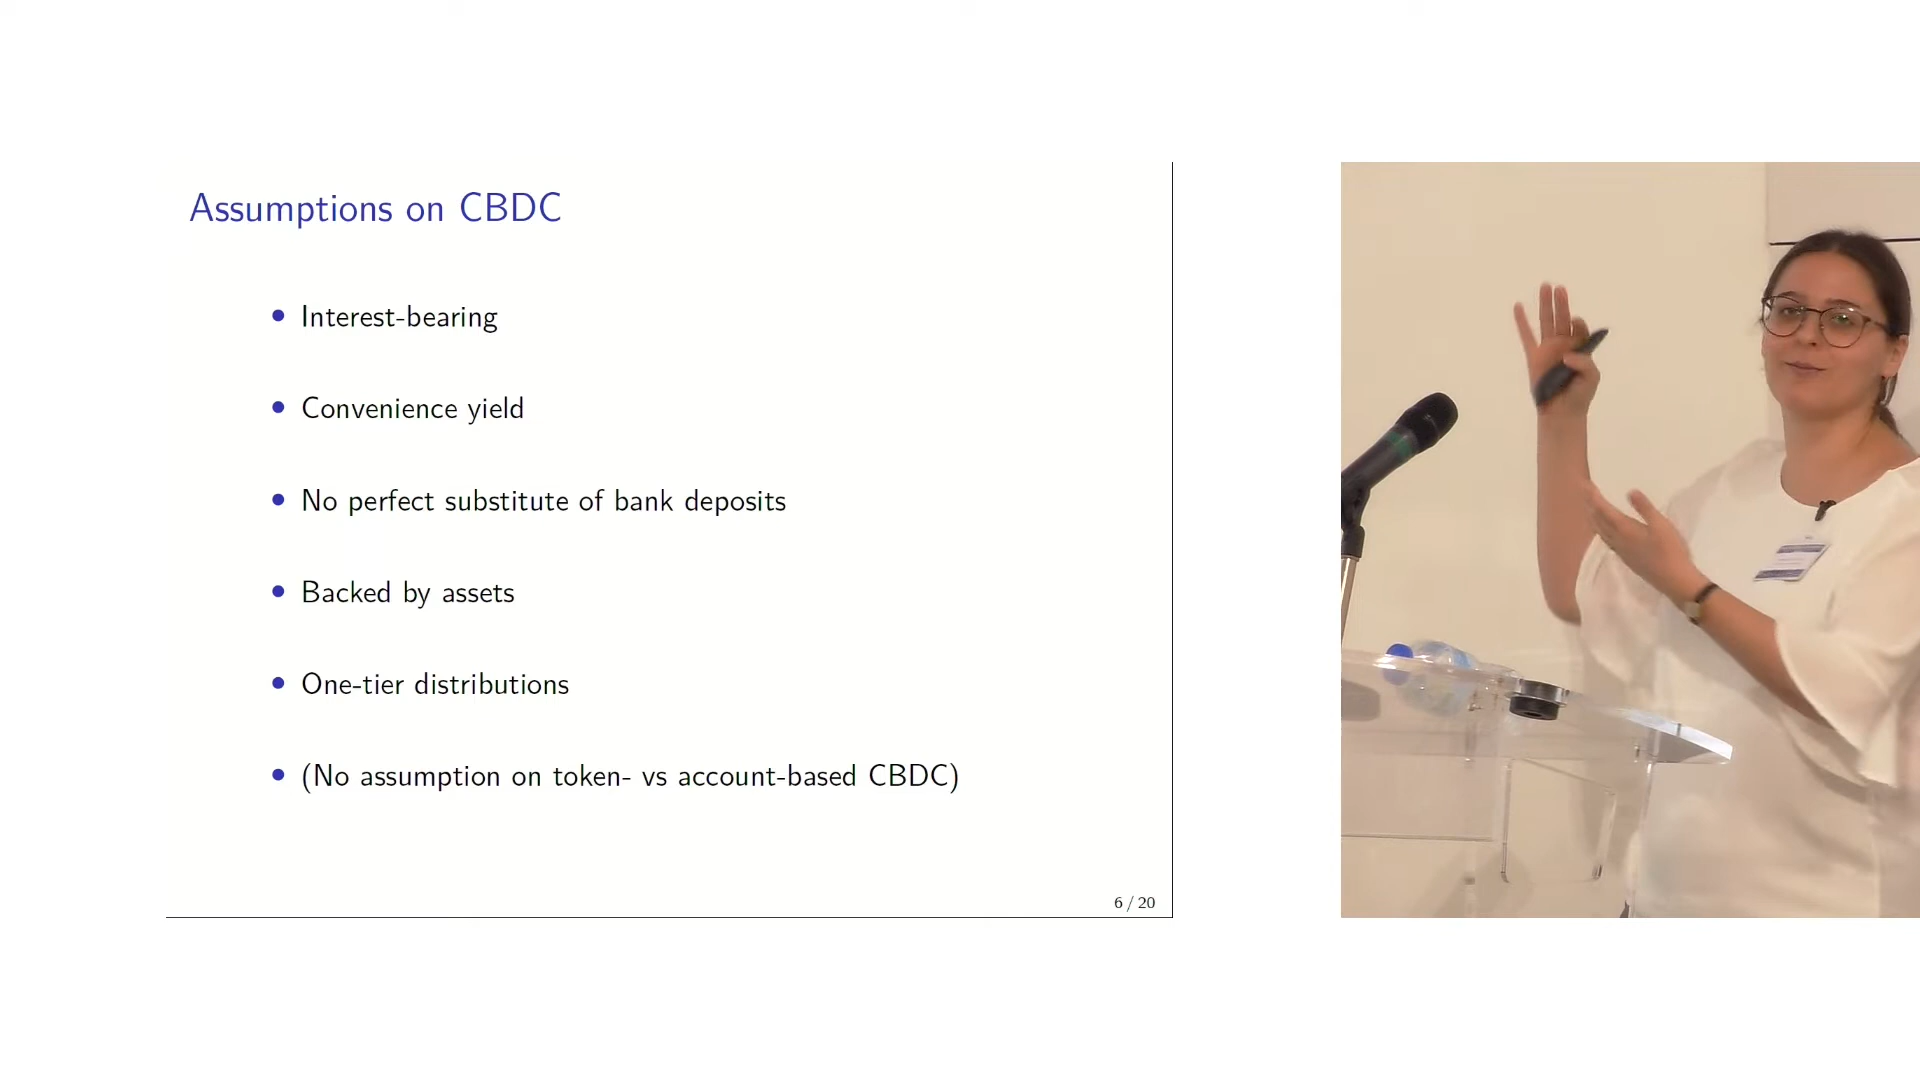 Assumptions on CBDC
• Interest-bearing
• Convenience yield
• No perfect substitute of bank deposits
• Backed by assets
• One-tier distributions
• (No assumption on token- vs account-based CBDC)
6 / 20